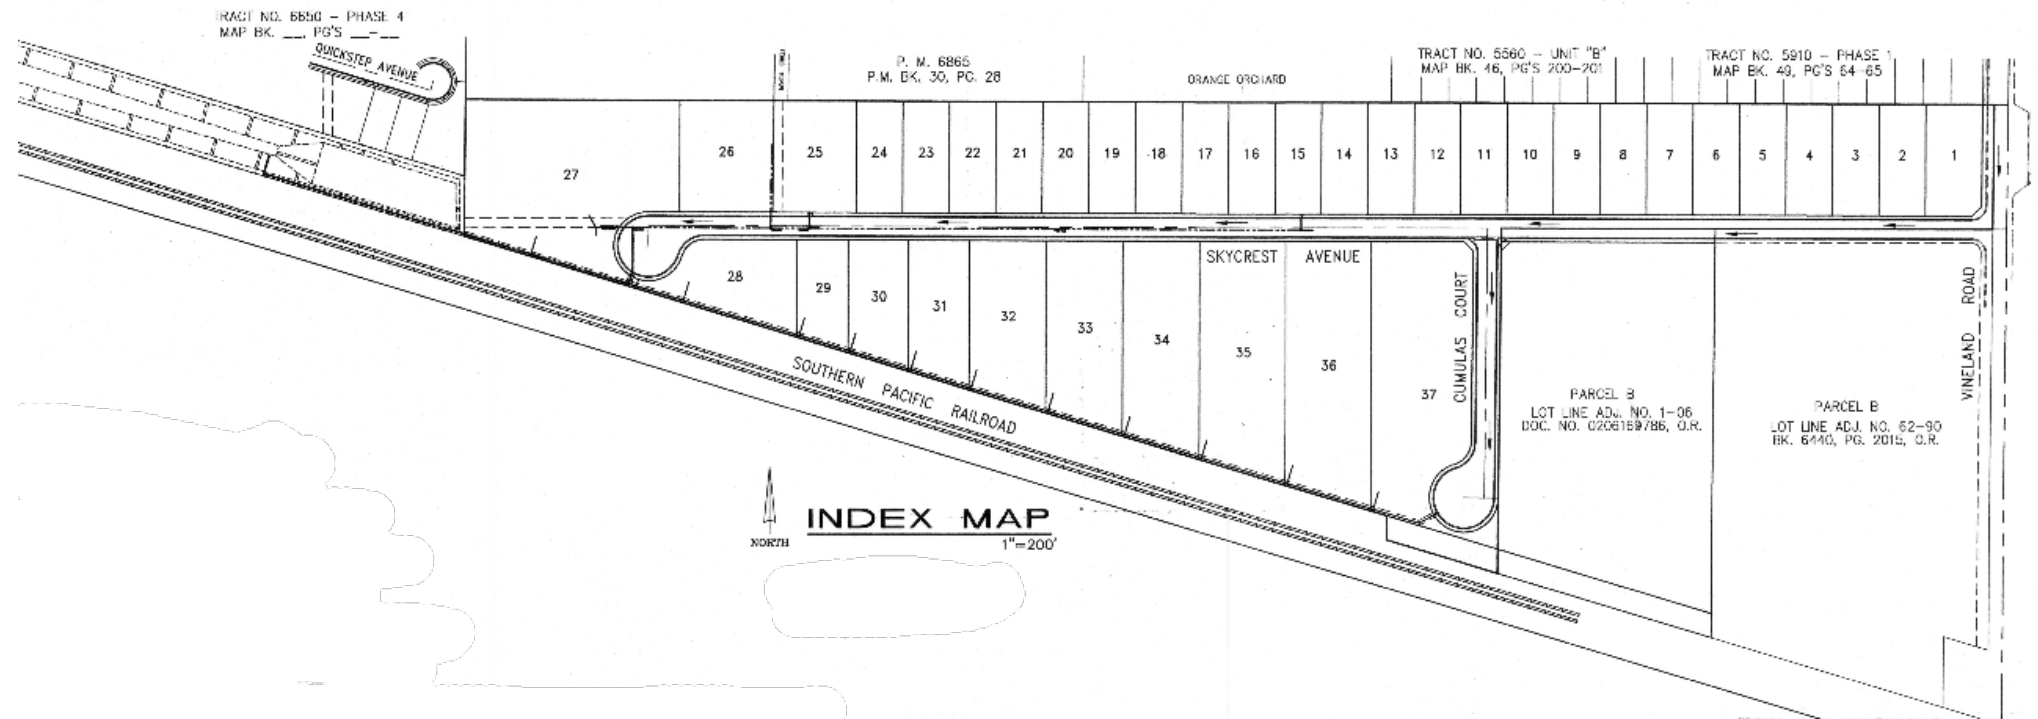 TRACT NO. 6650 - PHASE 4
MAP BK. __, PG'S __-__
QUICKSTEP AVENUE
P. M. 6865
P.M. BK. 30, PG. 28
ORANGE ORCHARD
TRACT NO. 5560 - UNIT "B"
MAP BK. 46, PG'S 200-201
TRACT NO. 5910 - PHASE 1
MAP BK. 49, PG'S 64-65
27
26
25
24
23
22
21
20
19
18
17
16
15
14
13
12
11
10
9
8
7
6
5
4
3
2
1
28
29
30
31
32
33
34
35
36
37
SKYCREST AVENUE
CUMULAS COURT
VINELAND ROAD
PARCEL B
LOT LINE ADJ. NO. 1-06
DOC. NO. 0206159786, O.R.
PARCEL B
LOT LINE ADJ. NO. 62-90
BK. 6440, PG. 2015, O.R.
SOUTHERN PACIFIC RAILROAD
NORTH
INDEX MAP
1"=200'